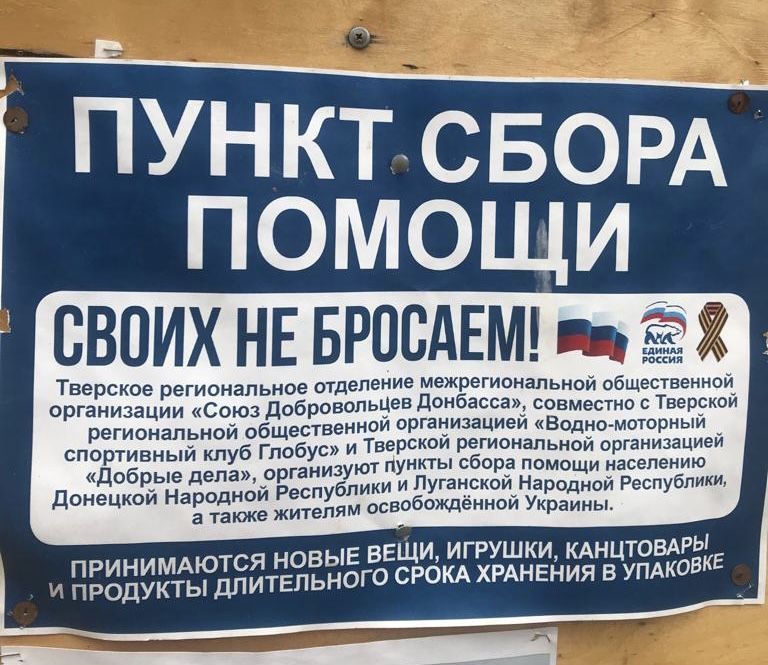 ПУНКТ СБОРА
ПОМОЩИ
СВОИХ НЕ БРОСАЕМ!
ЕДИНАЯ
РОССИЯ
Тверское региональное отделение межрегиональной общественной
организации «Союз Добровольцев Донбасса», совместно с Тверской
региональной общественной организацией «Водно-моторный
спортивный клуб Глобус» и Тверской региональной организацией
«Добрые дела», организуют пункты сбора помощи населению
Донецкой Народной Республики и Луганской Народной Республики,
а также жителям освобождённой Украины.
ПРИНИМАЮТСЯ НОВЫЕ ВЕЩИ, ИГРУШКИ, КАНЦТОВАРЫ
И ПРОДУКТЫ ДЛИТЕЛЬНОГО СРОКА ХРАНЕНИЯ В УПАКОВКЕ